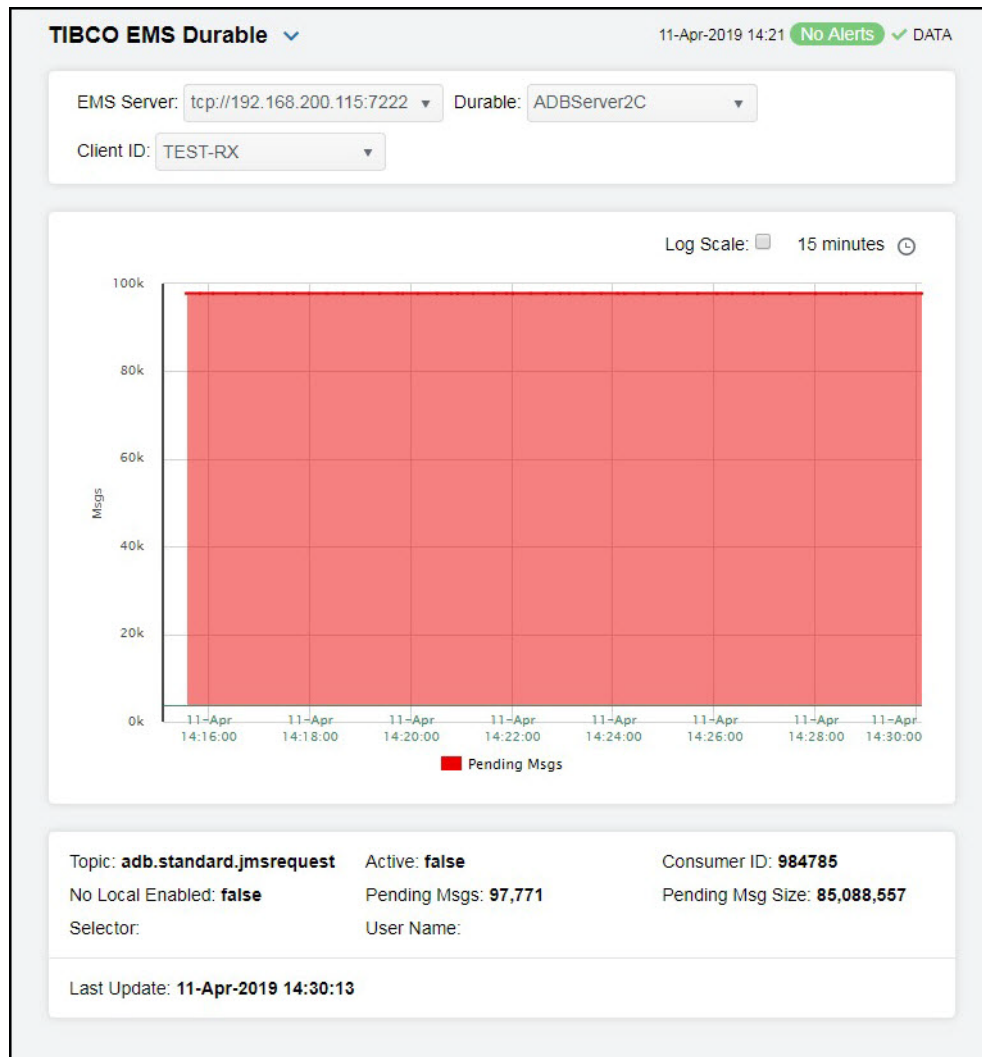 TIBCO EMS Durable 11-Apr-2019 14:21 No Alerts DATA
EMS Server: tcp://192.168.200.115:7222 Durable: ADBServer2C
Client ID: TEST-RX
Log Scale: 15 minutes
100k
80k
60k
40k
20k
0k
Msgs
11-Apr 11-Apr 11-Apr 11-Apr 11-Apr 11-Apr 11-Apr 11-Apr
14:16:00 14:18:00 14:20:00 14:22:00 14:24:00 14:26:00 14:28:00 14:30:00
Pending Msgs
Topic: adb.standard.jmsrequest Active: false Consumer ID: 984785
No Local Enabled: false Pending Msgs: 97,771 Pending Msg Size: 85,088,557
Selector: User Name:
Last Update: 11-Apr-2019 14:30:13